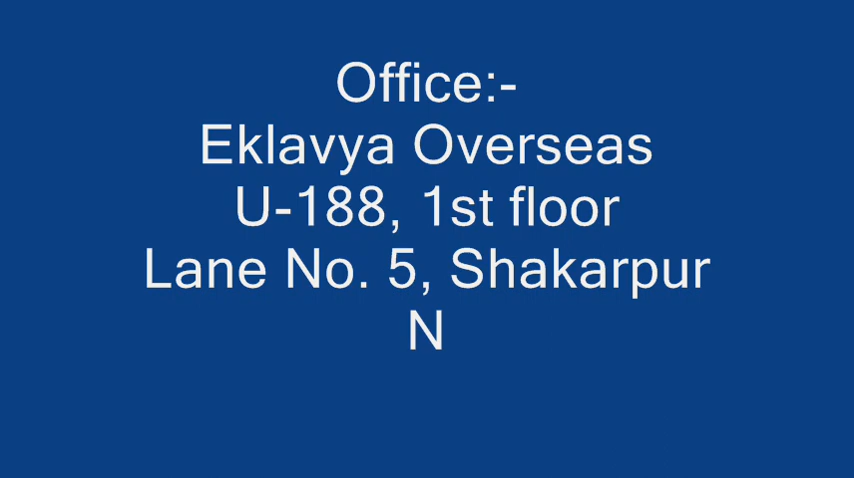 Office:-
Eklavya Overseas
U-188, 1st floor
Lane No. 5, Shakarpur
N